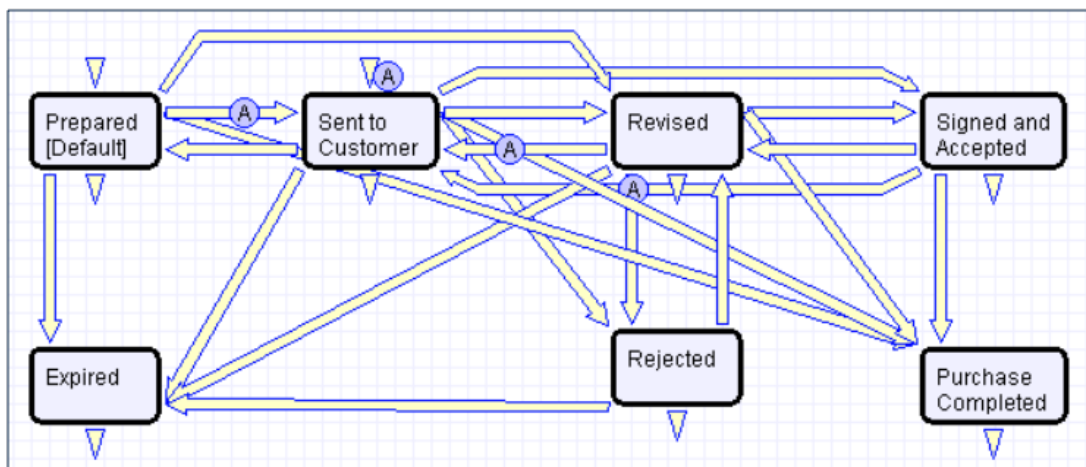 A
A
Prepared
[Default]
Sent to
Customer
Revised
Signed and
Accepted
A
A
Expired
Rejected
Purchase
Completed